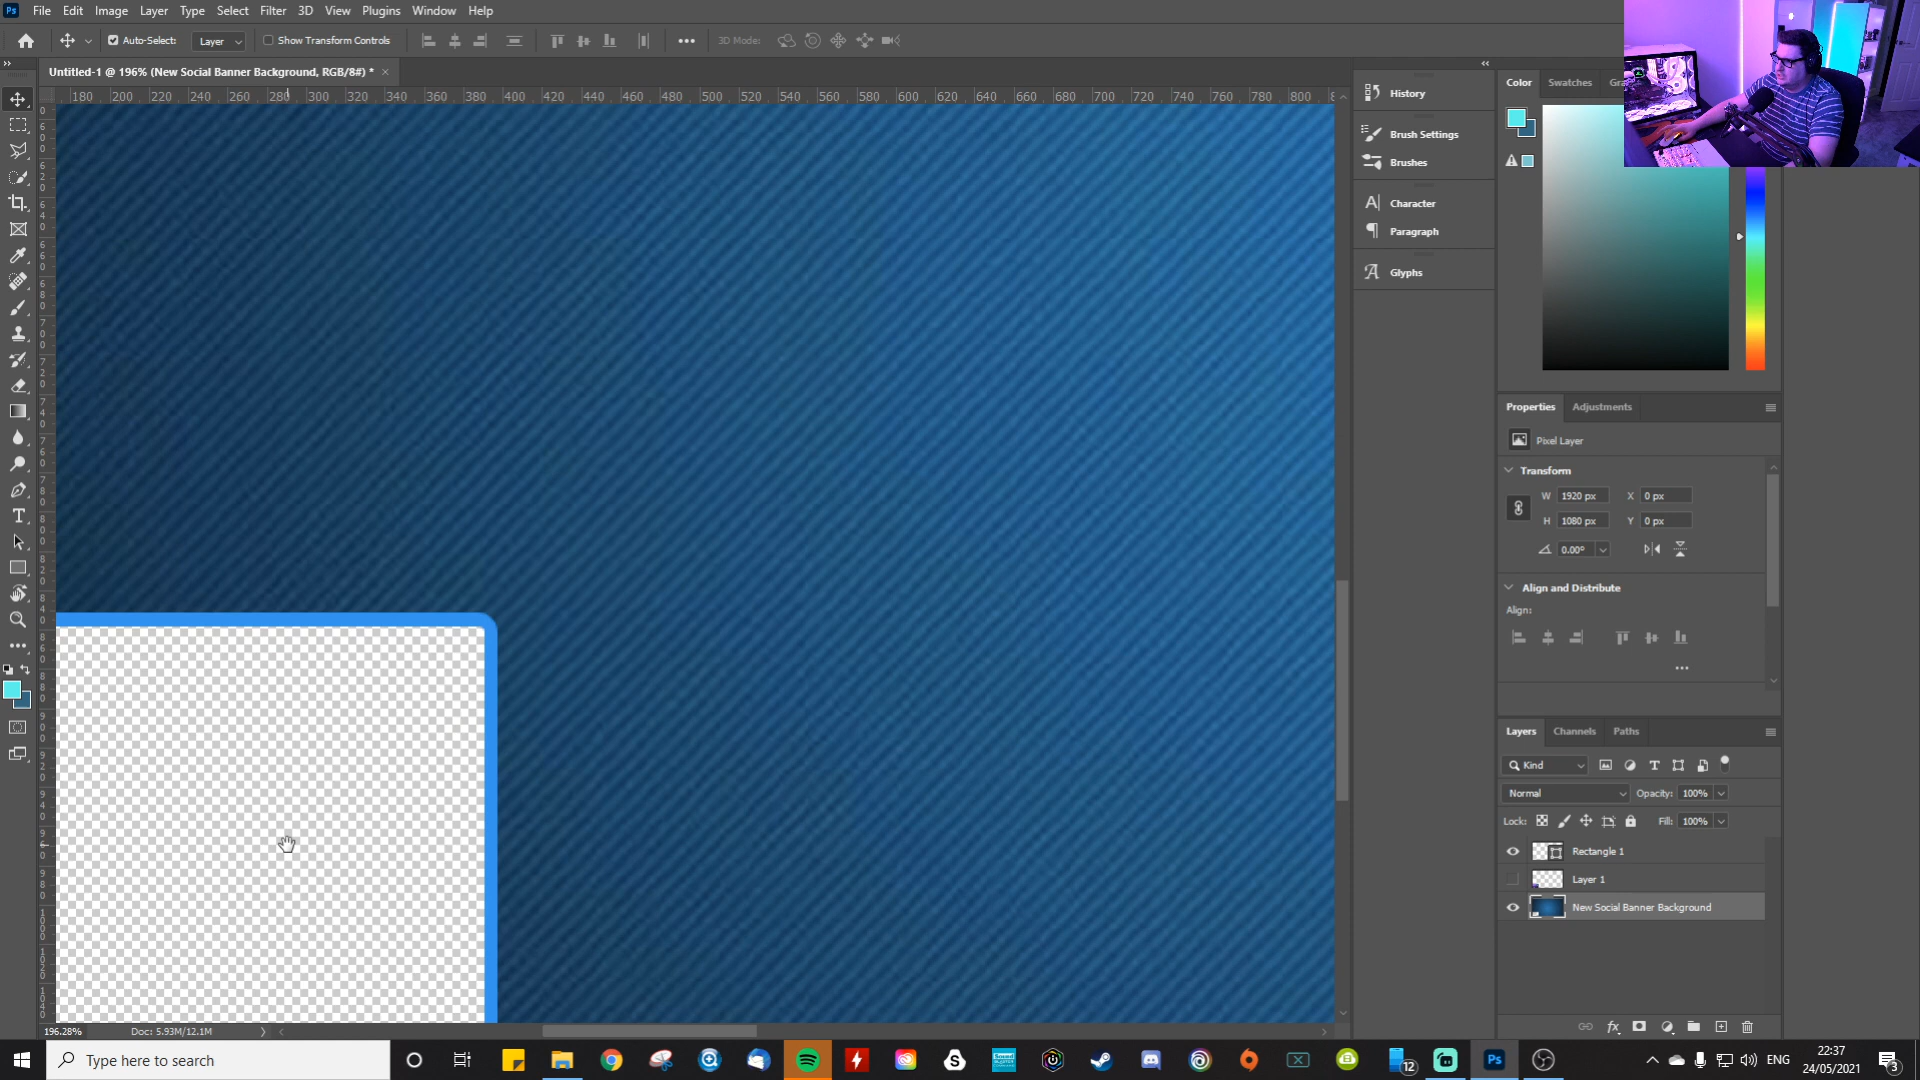 Ps File Edit Image Layer Type Select Filter 3D View Plugins Window Help
Auto-Select: Layer Show Transform Controls 3D Mode:
Untitled-1 @ 196% (New Social Banner Background, RGB/8#) * ×
180 200 220 240 260 280 300 320 340 360 380 400 420 440 460 480 500 520 540 560 580 600 620 640 660 680 700 720 740 760 780 800
History
Brush Settings
Brushes
Character
Paragraph
Glyphs
Color Swatches
Properties Adjustments
Pixel Layer
Transform
W 1920 px X 0 px
H 1080 px Y 0 px
0.00°
Align and Distribute
Align:
Layers Channels Paths
Kind
Normal Opacity: 100%
Lock: Fill: 100%
Rectangle 1
Layer 1
New Social Banner Background
196.28% Doc: 5.93M/12.1M
Type here to search
12
Ps
ENG
22:37
24/05/2021
3